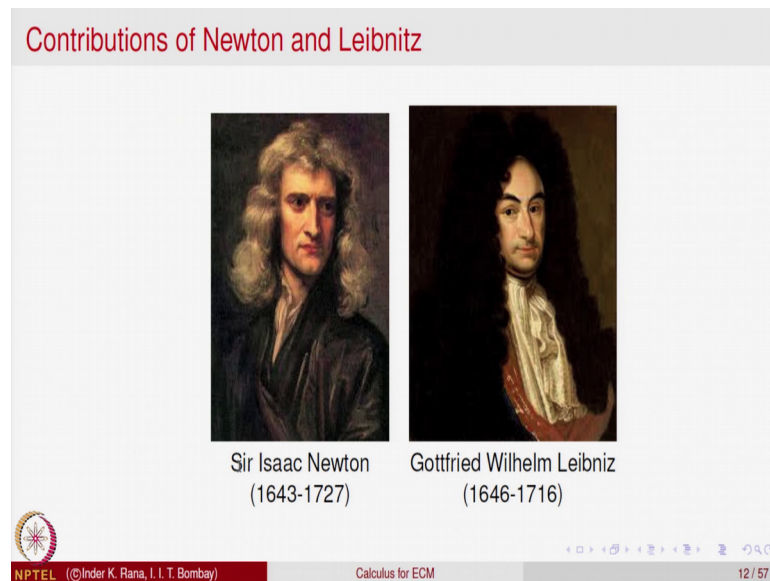 Contributions of Newton and Leibnitz
Sir Isaac Newton
(1643-1727)
Gottfried Wilhelm Leibniz
(1646-1716)
NPTEL
(©Inder K. Rana, I. I. T. Bombay)
Calculus for ECM
12 / 57